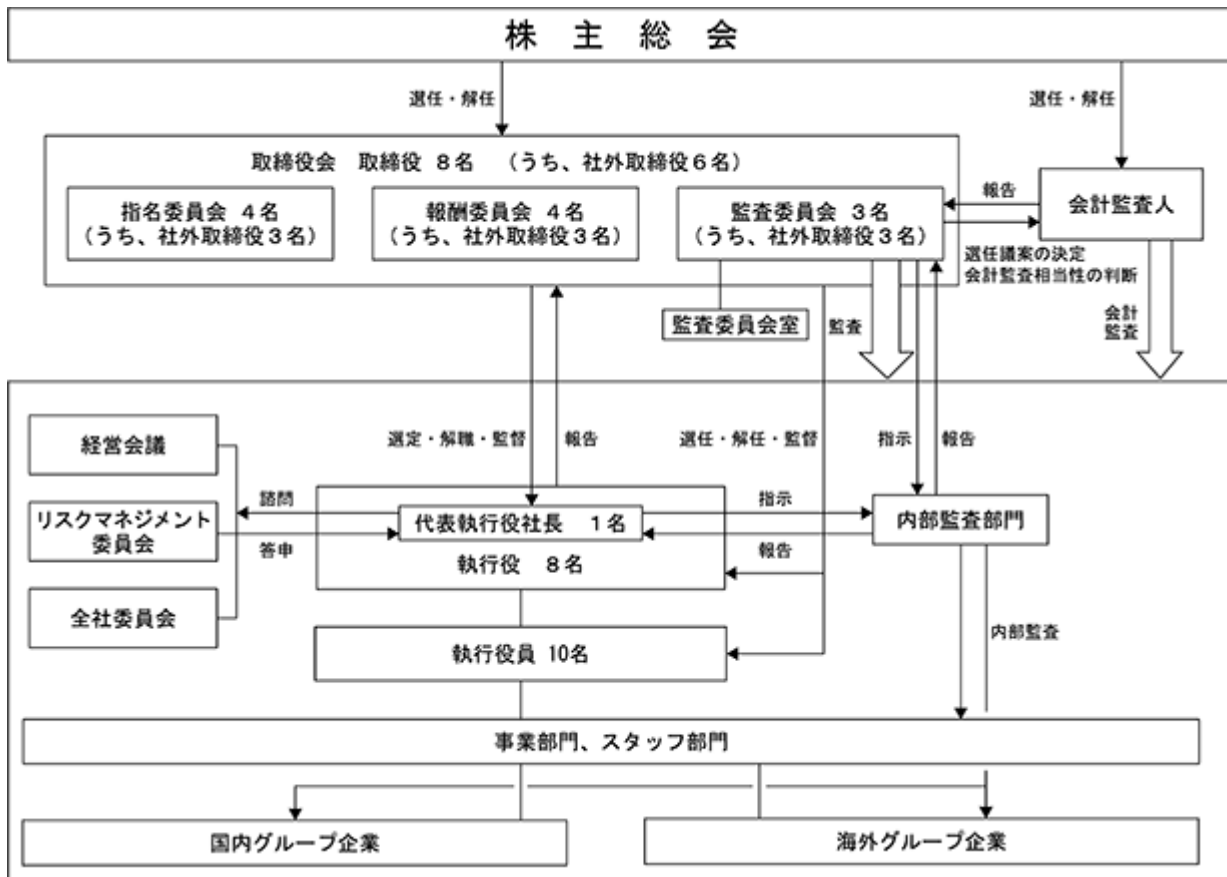 株 主 総 会
選任・解任
選任・解任
取締役会 取締役 8名 (うち、社外取締役6名)
指名委員会 4名
(うち、社外取締役3名)
報酬委員会 4名
(うち、社外取締役3名)
監査委員会 3名
(うち、社外取締役3名)
報告
会計監査人
選任議案の決定
会計監査相当性の判断
監査委員会室
監査
会計
監査
経営会議
選定・解職・監督
報告
選任・解任・監督
指示
報告
リスクマネジメント
委員会
諮問
答申
代表執行役社長 1名
執行役 8名
指示
報告
内部監査部門
全社委員会
執行役員 10名
内部監査
事業部門、スタッフ部門
国内グループ企業
海外グループ企業